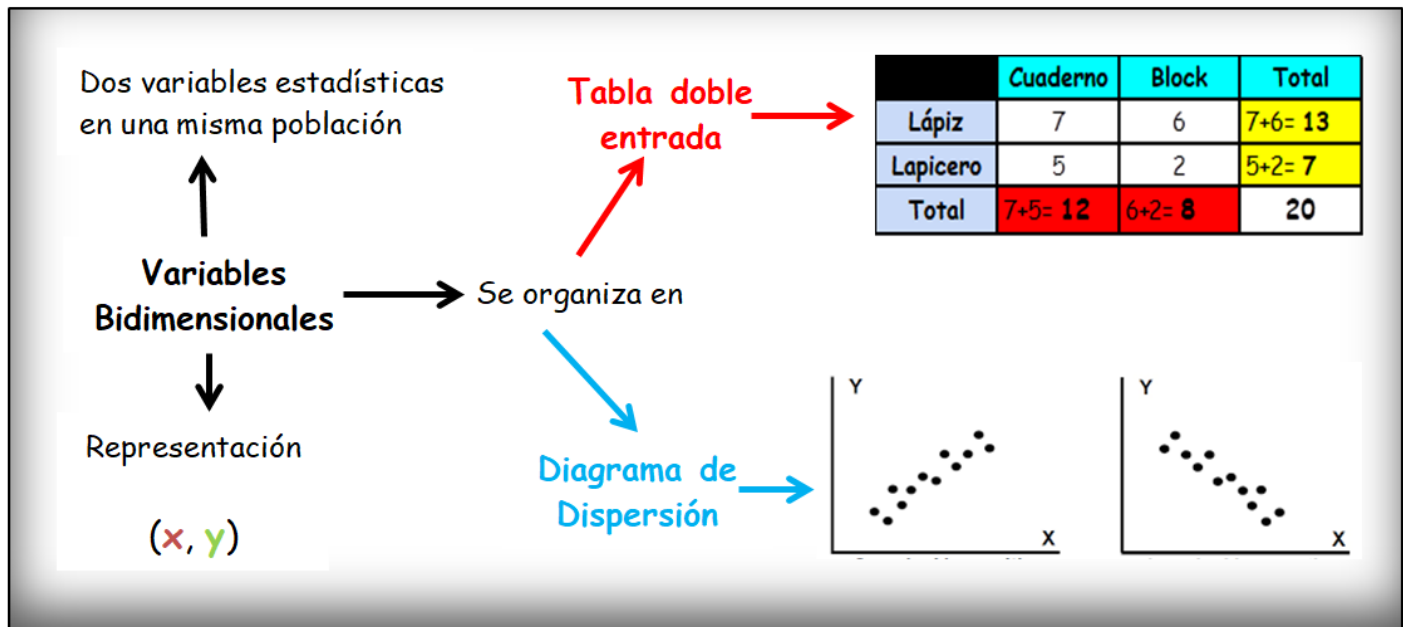 Dos variables estadísticas
en una misma población
Variables
Bidimensionales
Representación
(x, y)
Se organiza en
Tabla doble
entrada
Cuaderno Block Total
Lápiz 7 6 7+6= 13
Lapicero 5 2 5+2= 7
Total 7+5= 12 6+2= 8 20
Diagrama de
Dispersión
Y
X
Y
X